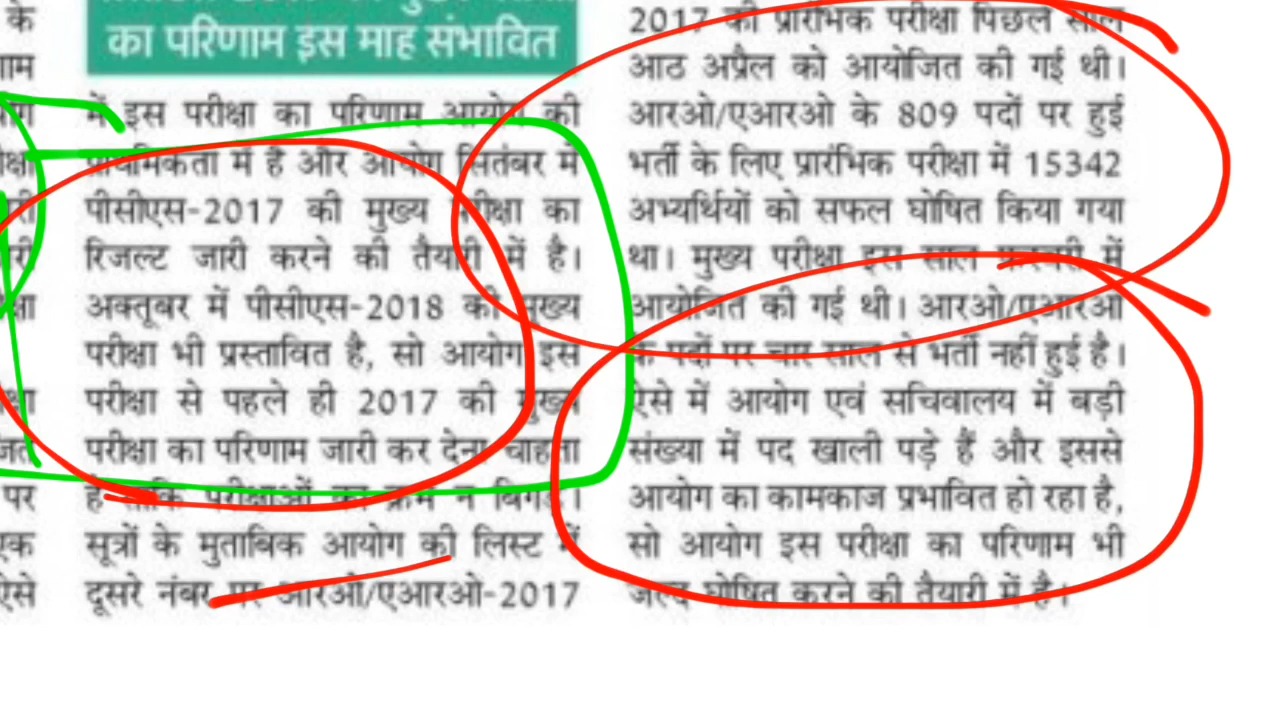 के
का परिणाम इस माह संभावित
में इस परीक्षा का परिणाम आयोग की
प्राथमिकता में है और आयोग सितंबर में
पीसीएस-2017 की मुख्य परीक्षा का
रिजल्ट जारी करने की तैयारी में है।
अक्तूबर में पीसीएस-2018 की मुख्य
परीक्षा भी प्रस्तावित है, सो आयोग इस
परीक्षा से पहले ही 2017 की मुख्य
परीक्षा का परिणाम जारी कर देना चाहता
है ताकि परीक्षाओं का क्रम न बिगड़े।
पर
सूत्रों के मुताबिक आयोग की लिस्ट में
एक
दूसरे नंबर पर आरओ/एआरओ-2017
ऐसे
2017 की प्रारंभिक परीक्षा पिछले साल
आठ अप्रैल को आयोजित की गई थी।
आरओ/एआरओ के 809 पदों पर हुई
भर्ती के लिए प्रारंभिक परीक्षा में 15342
अभ्यर्थियों को सफल घोषित किया गया
था। मुख्य परीक्षा इस साल फरवरी में
आयोजित की गई थी। आरओ/एआरओ
के पदों पर चार साल से भर्ती नहीं हुई है।
ऐसे में आयोग एवं सचिवालय में बड़ी
संख्या में पद खाली पड़े हैं और इससे
आयोग का कामकाज प्रभावित हो रहा है,
सो आयोग इस परीक्षा का परिणाम भी
जल्द घोषित करने की तैयारी में है।